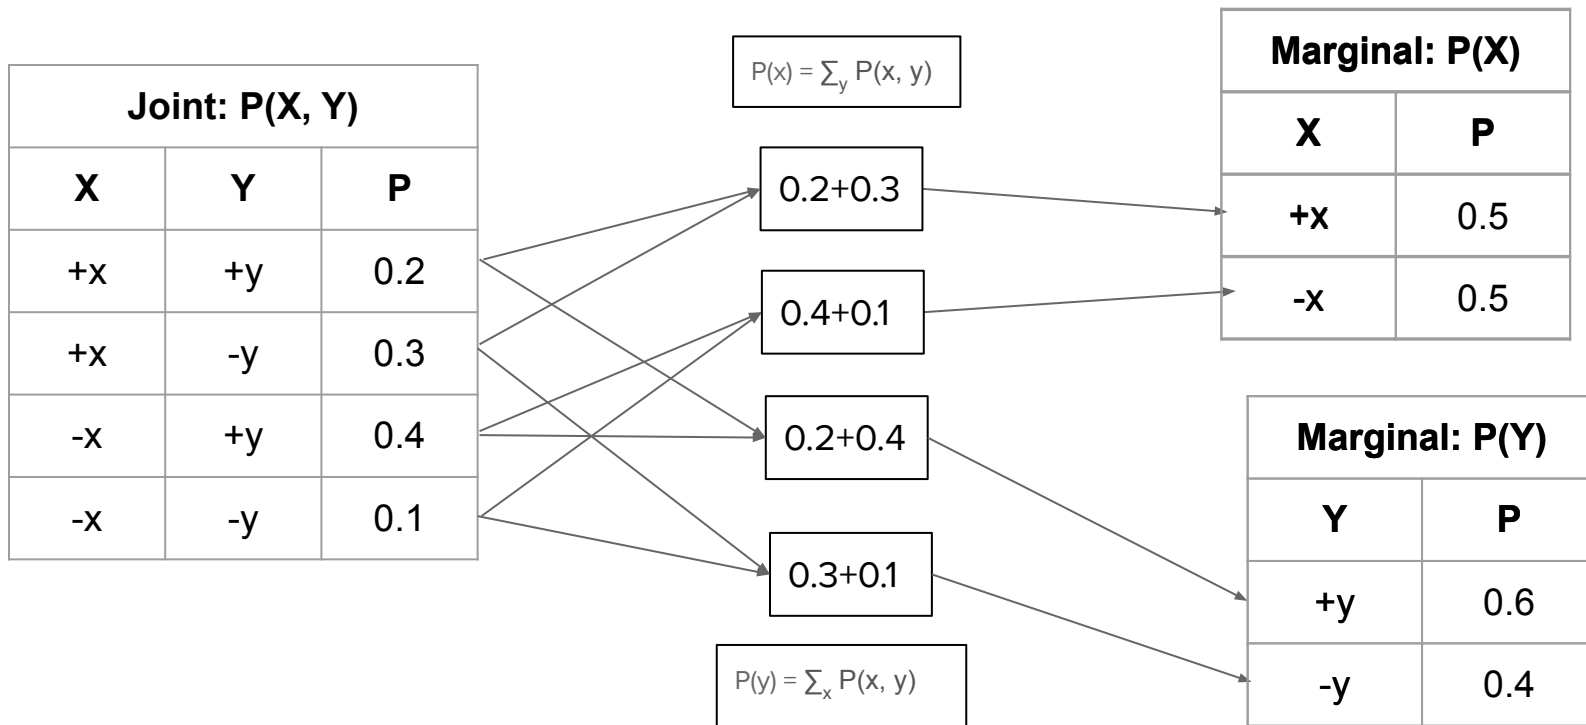 Joint: P(X, Y)
X Y P
+x +y 0.2
+x -y 0.3
-x +y 0.4
-x -y 0.1
P(x) = ∑y P(x, y)
0.2+0.3
0.4+0.1
0.2+0.4
0.3+0.1
P(y) = ∑x P(x, y)
Marginal: P(X)
X P
+x 0.5
-x 0.5
Marginal: P(Y)
Y P
+y 0.6
-y 0.4